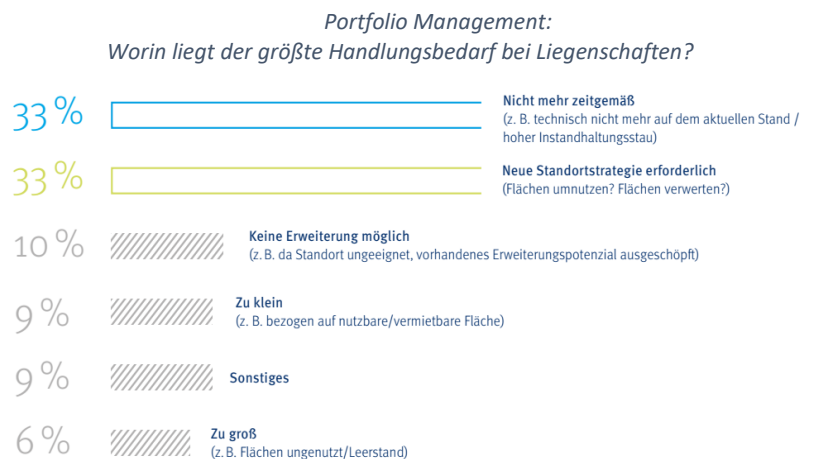 Portfolio Management:
Worin liegt der größte Handlungsbedarf bei Liegenschaften?
33 %
Nicht mehr zeitgemäß
(z. B. technisch nicht mehr auf dem aktuellen Stand /
hoher Instandhaltungsstau)
33 %
Neue Standortstrategie erforderlich
(Flächen umnutzen? Flächen verwerten?)
10 %
Keine Erweiterung möglich
(z. B. da Standort ungeeignet, vorhandenes Erweiterungspotenzial ausgeschöpft)
9 %
Zu klein
(z. B. bezogen auf nutzbare/vermietbare Fläche)
9 %
Sonstiges
6 %
Zu groß
(z. B. Flächen ungenutzt/Leerstand)